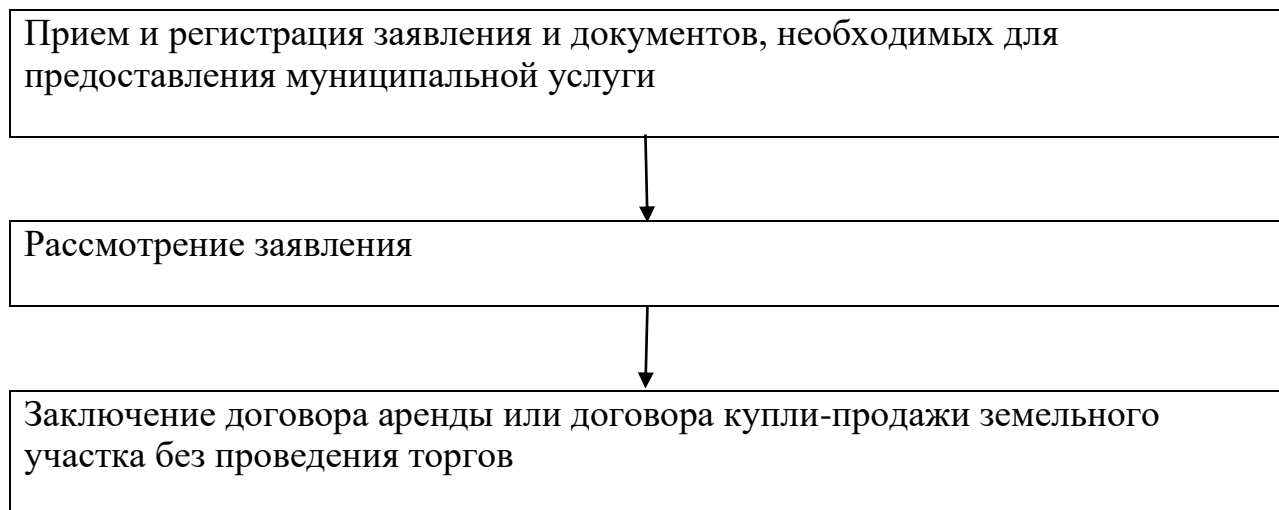 Прием и регистрация заявления и документов, необходимых для
предоставления муниципальной услуги
Рассмотрение заявления
Заключение договора аренды или договора купли-продажи земельного
участка без проведения торгов